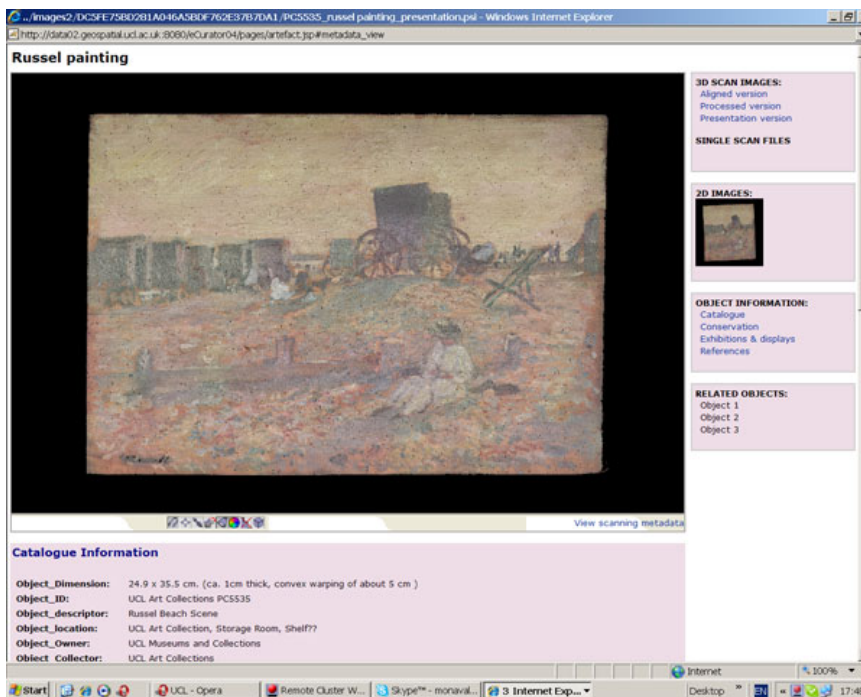 ../images2/DC5FE75BD2B1A046A5BDF762E37B7DA1/PC5535_russel painting_presentation.psi - Windows Internet Explorer
http://data02.geospatial.ucl.ac.uk:8080/eCurator04/pages/artefact.jsp#metadata_view
Russel painting
3D SCAN IMAGES:
Aligned version
Processed version
Presentation version
SINGLE SCAN FILES
2D IMAGES:
OBJECT INFORMATION:
Catalogue
Conservation
Exhibitions & displays
References
RELATED OBJECTS:
Object 1
Object 2
Object 3
View scanning metadata
Catalogue Information
Object_Dimension: 24.9 x 35.5 cm. (ca. 1cm thick, convex warping of about 5 cm )
Object_ID: UCL Art Collections PC5535
Object_descriptor: Russel Beach Scene
Object_location: UCL Art Collection, Storage Room, Shelf??
Object_Owner: UCL Museums and Collections
Object_Collector: UCL Art Collections
Internet
100%
Start
UCL - Opera
Remote Cluster W...
Skype™ - monaval...
3 Internet Exp...
Desktop
EN